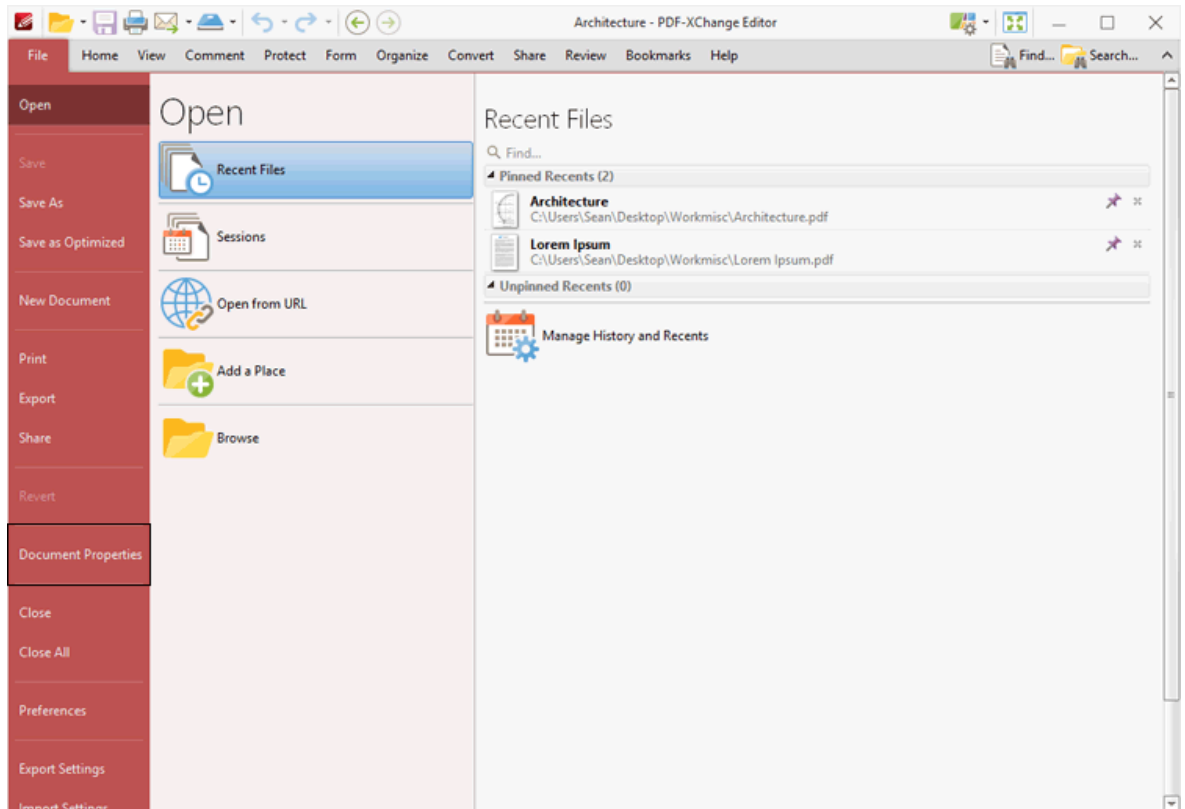 Architecture - PDF-XChange Editor
File Home View Comment Protect Form Organize Convert Share Review Bookmarks Help Find... Search...
Open
Save
Save As
Save as Optimized
New Document
Print
Export
Share
Revert
Document Properties
Close
Close All
Preferences
Export Settings
Import Settings
Open
Recent Files
Sessions
Open from URL
Add a Place
Browse
Recent Files
Find...
Pinned Recents (2)
Architecture
C:\Users\Sean\Desktop\Workmisc\Architecture.pdf
Lorem Ipsum
C:\Users\Sean\Desktop\Workmisc\Lorem Ipsum.pdf
Unpinned Recents (0)
Manage History and Recents